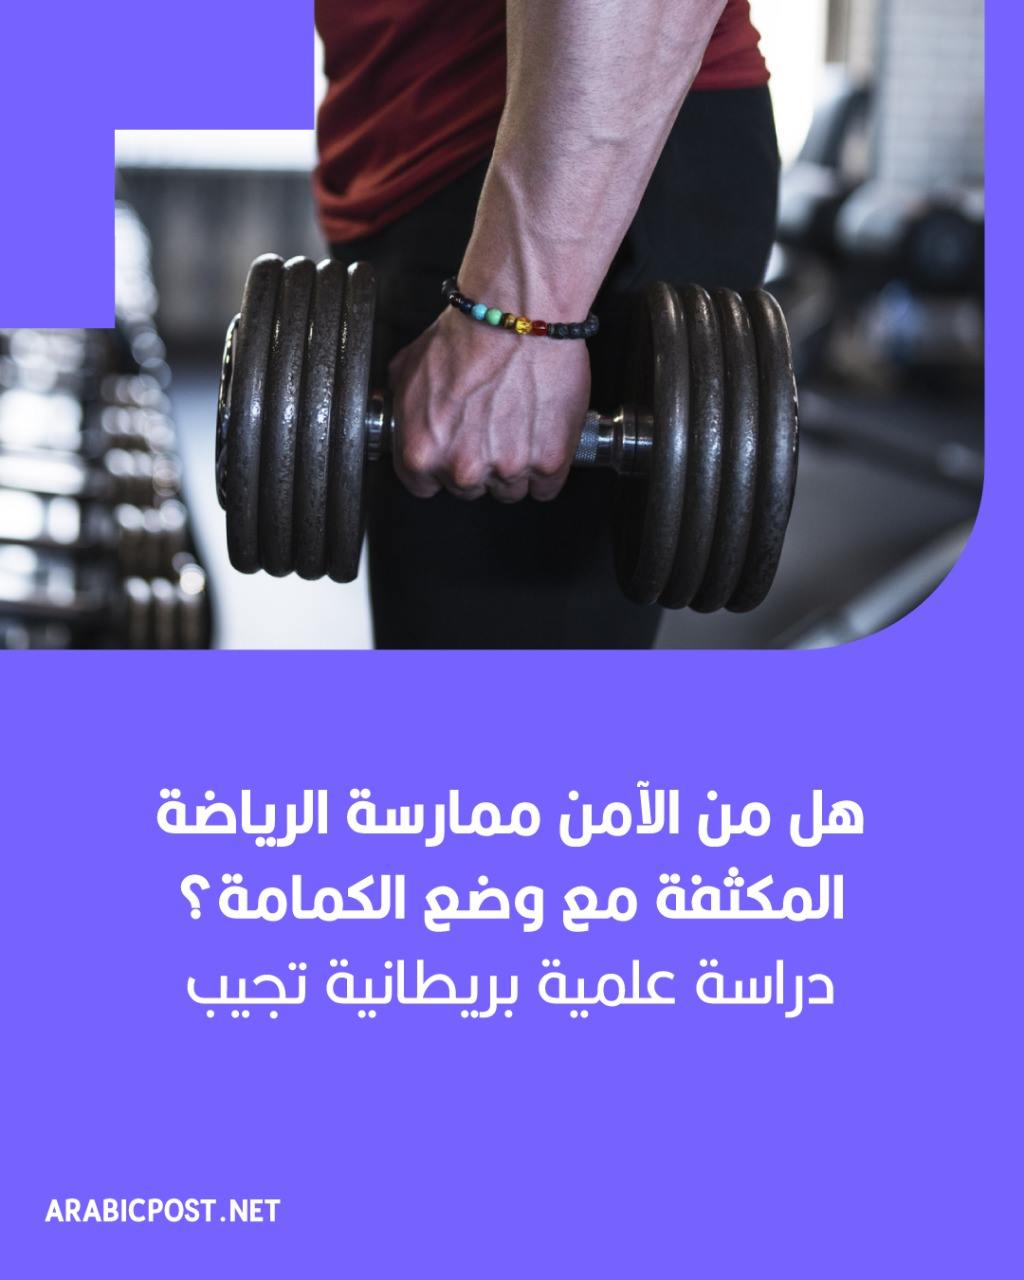 هل من الآمن ممارسة الرياضة
المكثفة مع وضع الكمامة؟
دراسة علمية بريطانية تجيب
ARABICPOST.NET